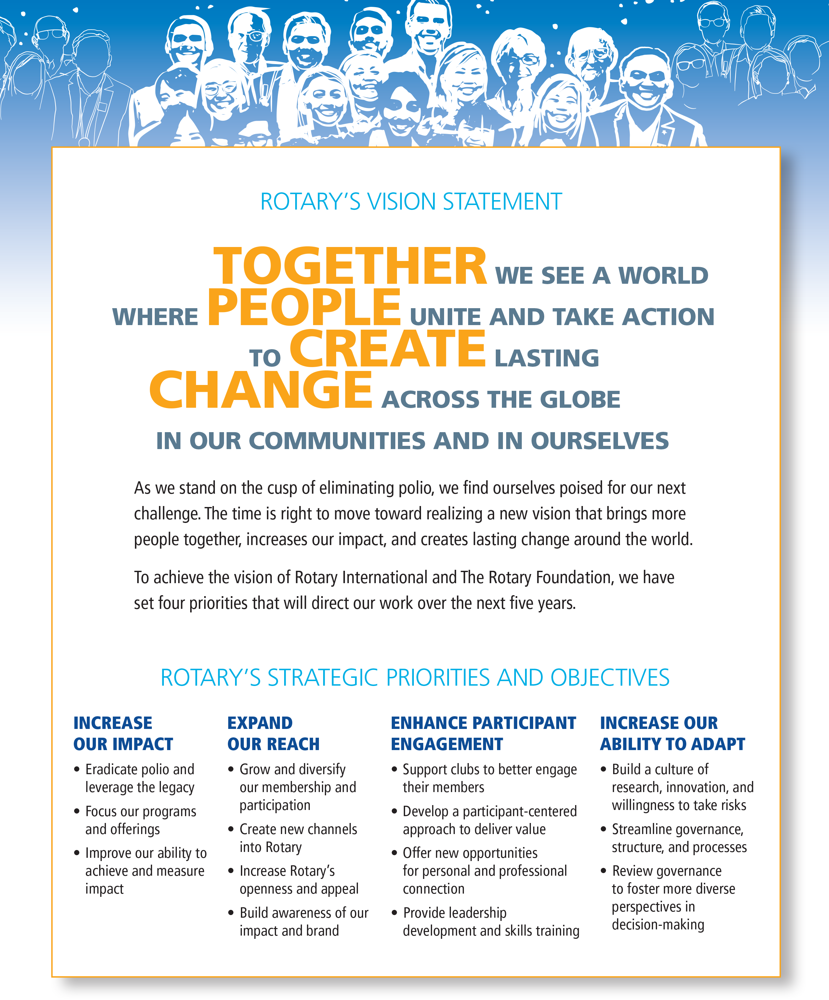 ROTARY’S VISION STATEMENT
TOGETHER WE SEE A WORLD
WHERE PEOPLE UNITE AND TAKE ACTION
TO CREATE LASTING
CHANGE ACROSS THE GLOBE
IN OUR COMMUNITIES AND IN OURSELVES
As we stand on the cusp of eliminating polio, we find ourselves poised for our next
challenge. The time is right to move toward realizing a new vision that brings more
people together, increases our impact, and creates lasting change around the world.
To achieve the vision of Rotary International and The Rotary Foundation, we have
set four priorities that will direct our work over the next five years.
ROTARY’S STRATEGIC PRIORITIES AND OBJECTIVES
INCREASE
OUR IMPACT
• Eradicate polio and
leverage the legacy
• Focus our programs
and offerings
• Improve our ability to
achieve and measure
impact
EXPAND
OUR REACH
• Grow and diversify
our membership and
participation
• Create new channels
into Rotary
• Increase Rotary’s
openness and appeal
• Build awareness of our
impact and brand
ENHANCE PARTICIPANT
ENGAGEMENT
• Support clubs to better engage
their members
• Develop a participant-centered
approach to deliver value
• Offer new opportunities
for personal and professional
connection
• Provide leadership
development and skills training
INCREASE OUR
ABILITY TO ADAPT
• Build a culture of
research, innovation, and
willingness to take risks
• Streamline governance,
structure, and processes
• Review governance
to foster more diverse
perspectives in
decision-making